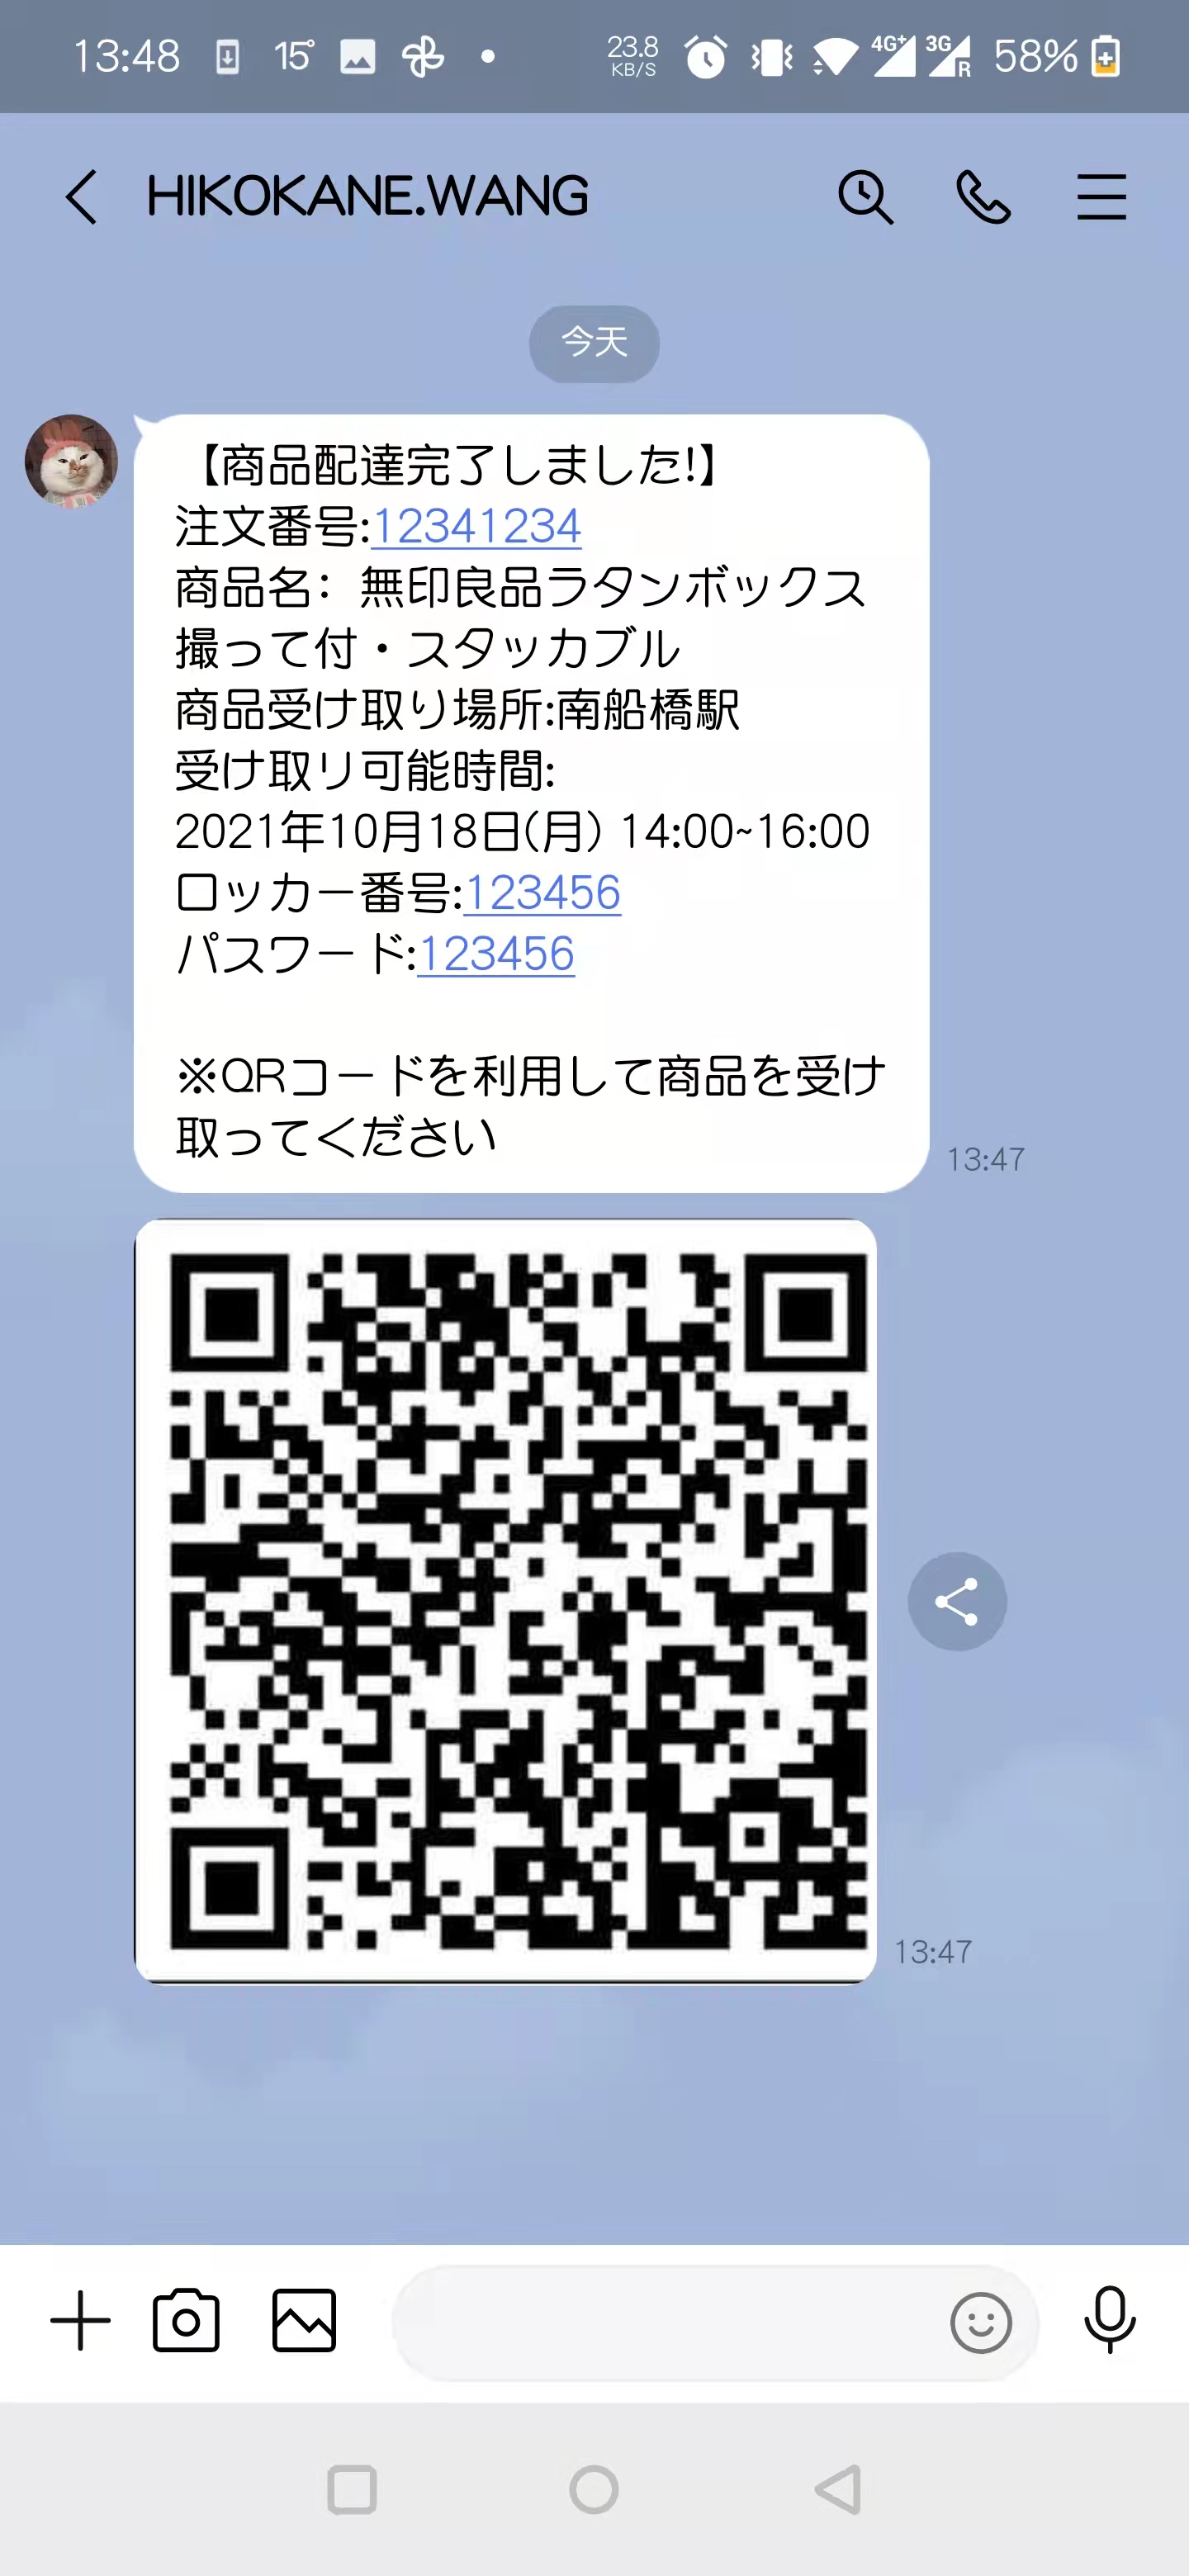 13:48 15° 23.8 KB/S 4G+ 3G R 58%
HIKOKANE.WANG
今天
【商品配達完了しました!】
注文番号:12341234
商品名：無印良品ラタンボックス
撮って付・スタッカブル
商品受け取り場所:南船橋駅
受け取リ可能時間:
2021年10月18日(月) 14:00~16:00
ロッカー番号:123456
パスワード:123456
※QRコードを利用して商品を受け
取ってください
13:47
13:47